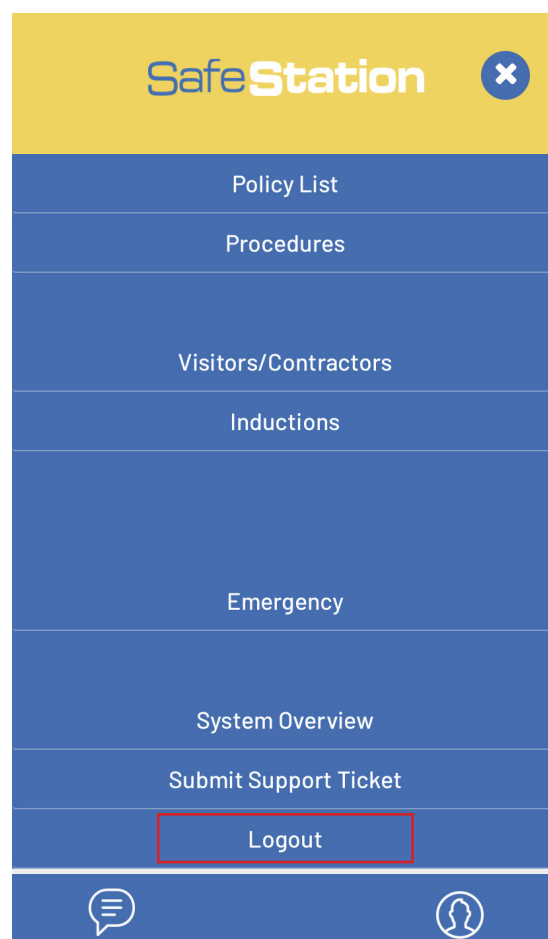 SafeStation
Policy List
Procedures
Visitors/Contractors
Inductions
Emergency
System Overview
Submit Support Ticket
Logout